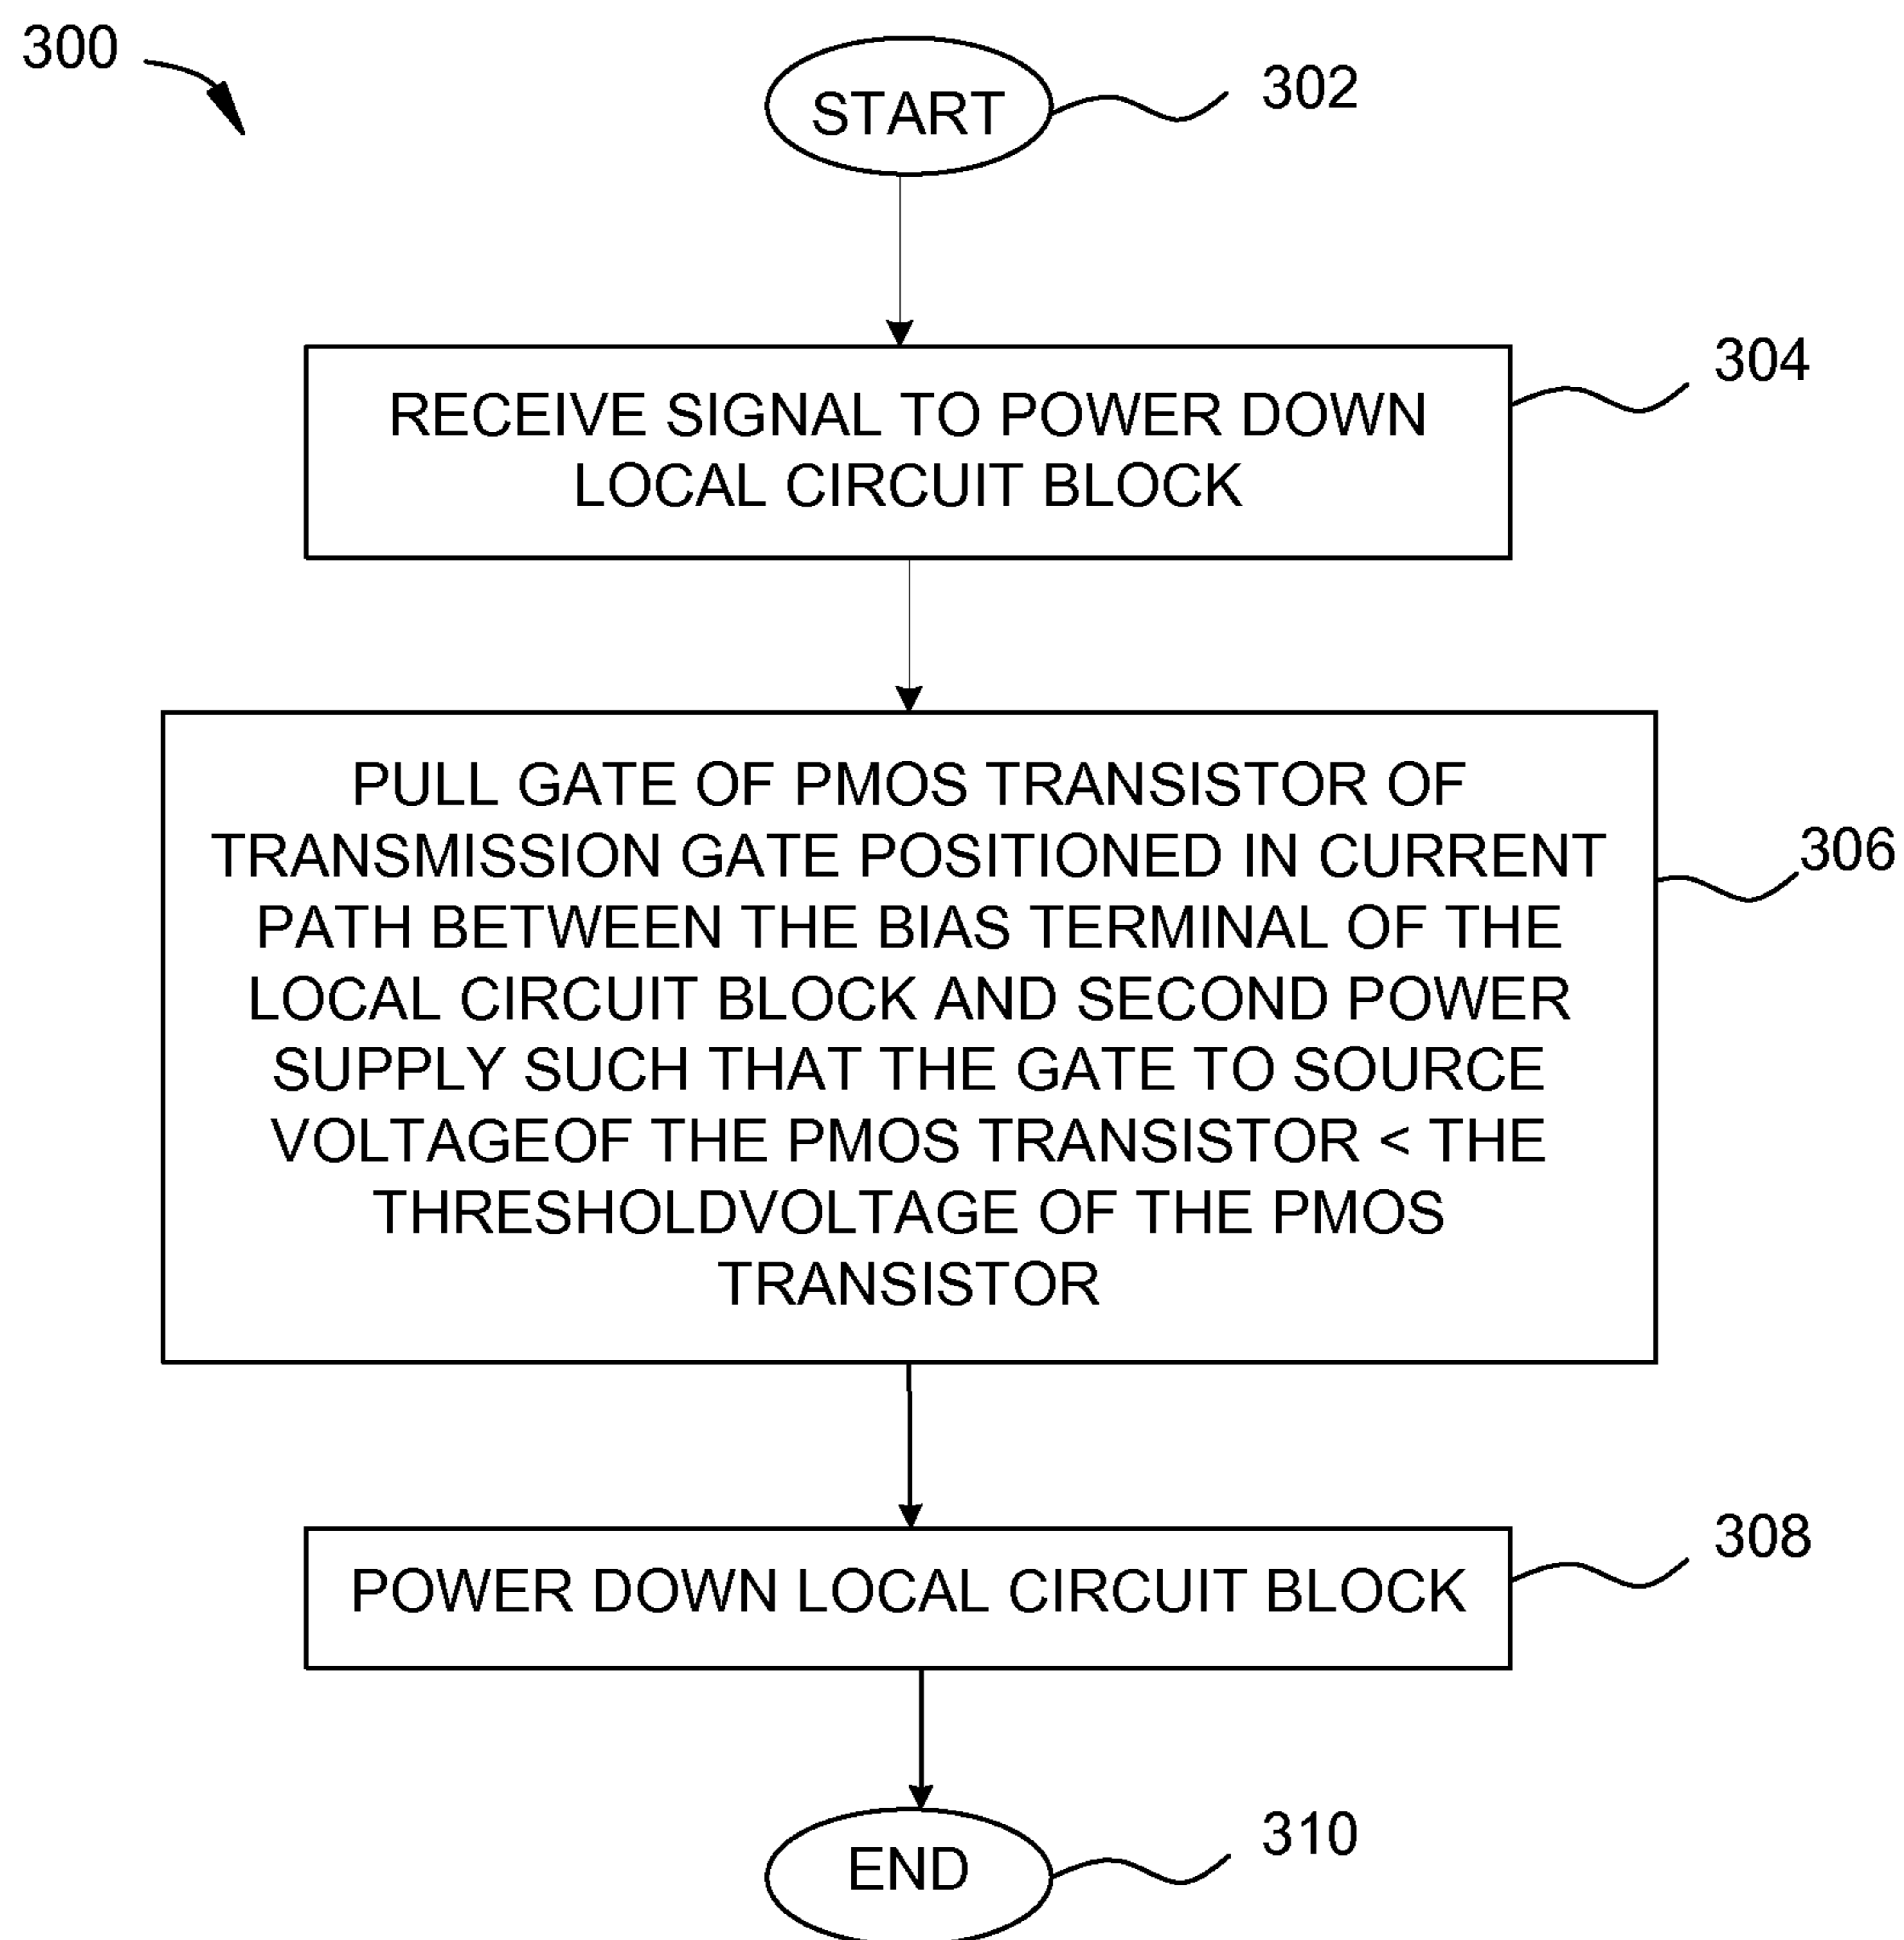 300
START
302
RECEIVE SIGNAL TO POWER DOWN
LOCAL CIRCUIT BLOCK
304
PULL GATE OF PMOS TRANSISTOR OF
TRANSMISSION GATE POSITIONED IN CURRENT
PATH BETWEEN THE BIAS TERMINAL OF THE
LOCAL CIRCUIT BLOCK AND SECOND POWER
SUPPLY SUCH THAT THE GATE TO SOURCE
VOLTAGEOF THE PMOS TRANSISTOR < THE
THRESHOLDVOLTAGE OF THE PMOS
TRANSISTOR
306
POWER DOWN LOCAL CIRCUIT BLOCK
308
END
310